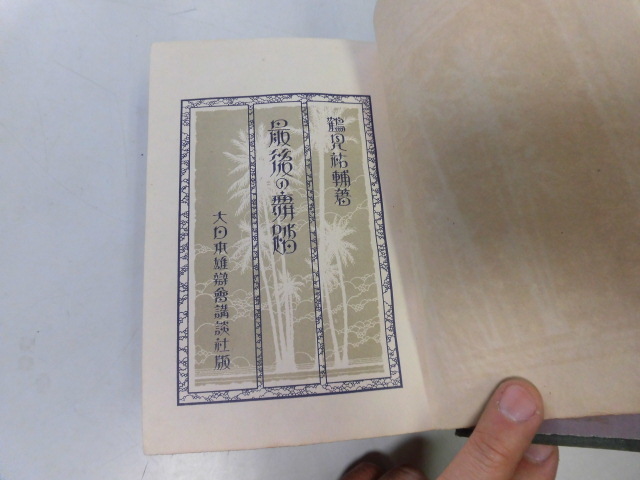 鶴見祐輔著
最後の舞踏
大日本雄辯會講談社版